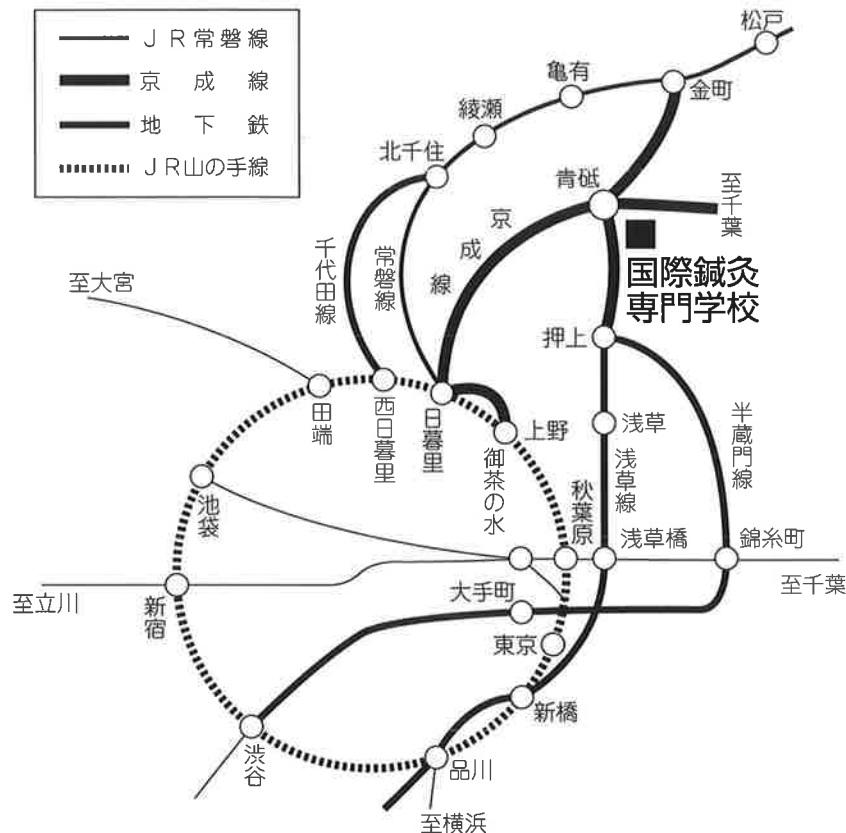 JR常磐線
京成線
地下鉄
JR山の手線
松戸
亀有
金町
綾瀬
北千住
青砥
至千葉
京成線
千代田線
常磐線
国際鍼灸
専門学校
至大宮
押上
田端
西日暮里
日暮里
上野
浅草
半蔵門線
御茶の水
浅草線
池袋
秋葉原
浅草橋
錦糸町
至千葉
大手町
至立川
新宿
東京
新橋
渋谷
品川
至横浜